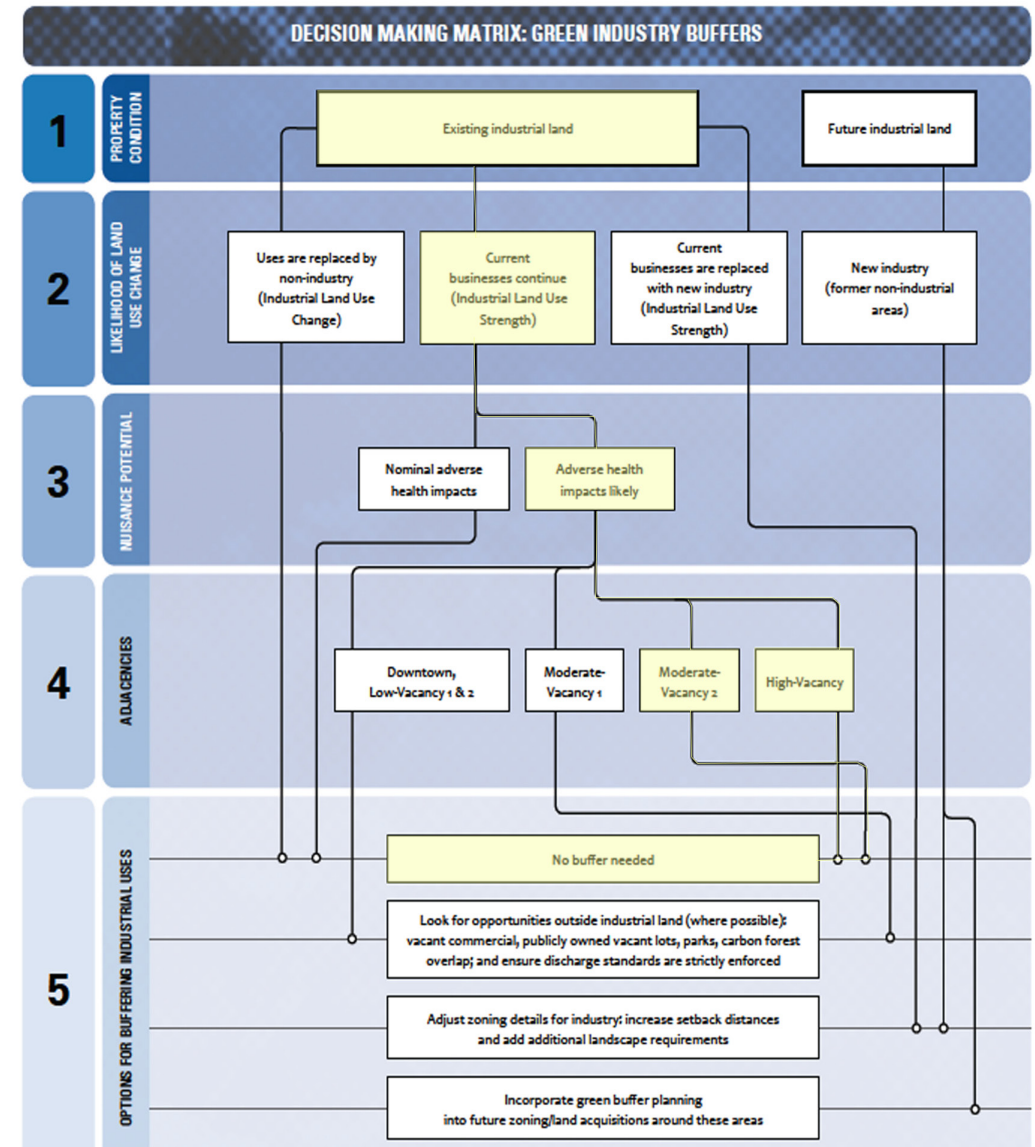 DECISION MAKING MATRIX: GREEN INDUSTRY BUFFERS
1
PROPERTY
CONDITION
Existing industrial land
Future industrial land
2
LIKELIHOOD OF LAND
USE CHANGE
Uses are replaced by
non-industry
(Industrial Land Use
Change)
Current
businesses continue
(Industrial Land Use
Strength)
Current
businesses are replaced
with new industry
(Industrial Land Use
Strength)
New industry
(former non-industrial
areas)
3
NUISANCE POTENTIAL
Nominal adverse
health impacts
Adverse health
impacts likely
4
ADJACENCIES
Downtown,
Low-Vacancy 1 & 2
Moderate-
Vacancy 1
Moderate-
Vacancy 2
High-Vacancy
5
OPTIONS FOR BUFFERING INDUSTRIAL USES
No buffer needed
Look for opportunities outside industrial land (where possible):
vacant commercial, publicly owned vacant lots, parks, carbon forest
overlap; and ensure discharge standards are strictly enforced
Adjust zoning details for industry: increase setback distances
and add additional landscape requirements
Incorporate green buffer planning
into future zoning/land acquisitions around these areas